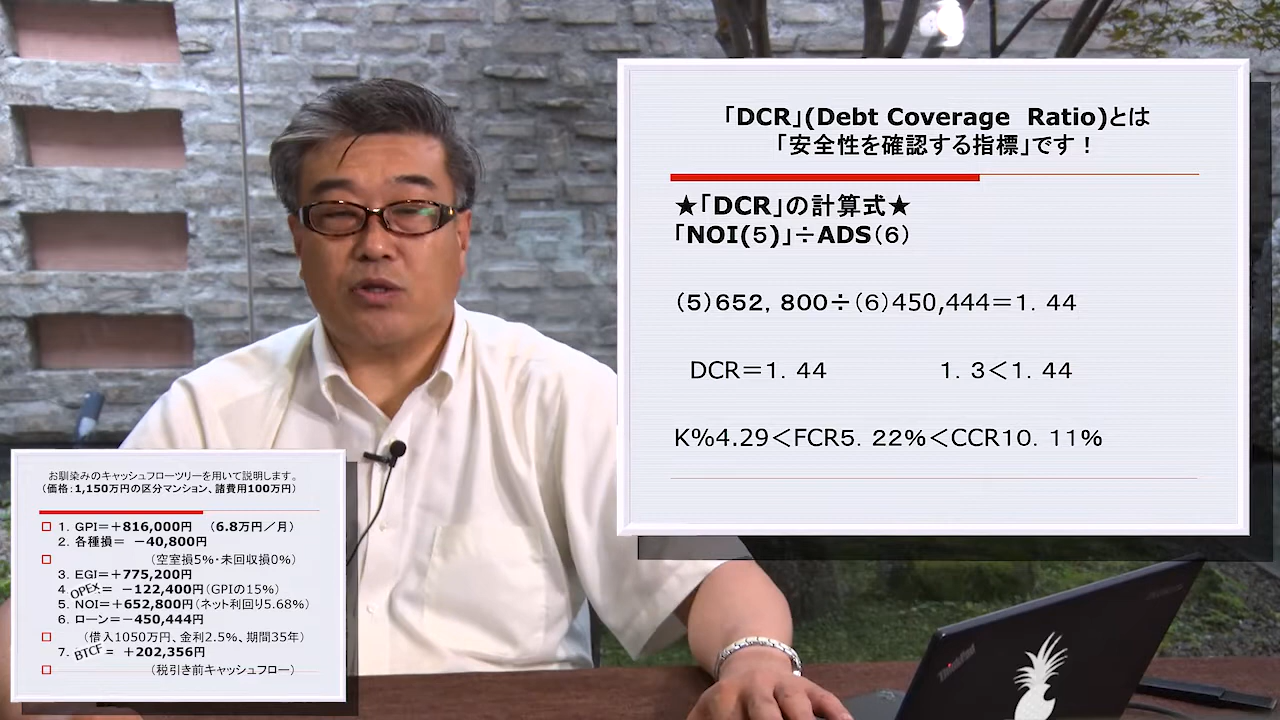 「DCR」(Debt Coverage Ratio)とは
「安全性を確認する指標」です！
★「DCR」の計算式★
「NOI(５)」÷ADS（６）
（５）６５２，８００÷（６）450,444＝１．４４
DCR＝１．４４　１．３＜１．４４
K％4.29＜FCR５．２２％＜CCR１０．１１％
お馴染みのキャッシュフローツリーを用いて説明します。
（価格：1,150万円の区分マンション、諸費用100万円）
１．GPI＝＋816,000円　（6.8万円／月）
２．各種損＝　－40,800円
（空室損5％・未回収損0％）
３．EGI＝＋775,200円
４．OPEx＝　－122,400円（GPIの15％）
５．NOI＝＋652,800円（ネット利回り5.68％）
６．ローン＝－450,444円
（借入1050万円、金利2.5％、期間35年）
７．BTCF＝　＋202,356円
（税引き前キャッシュフロー）
ThinkPad